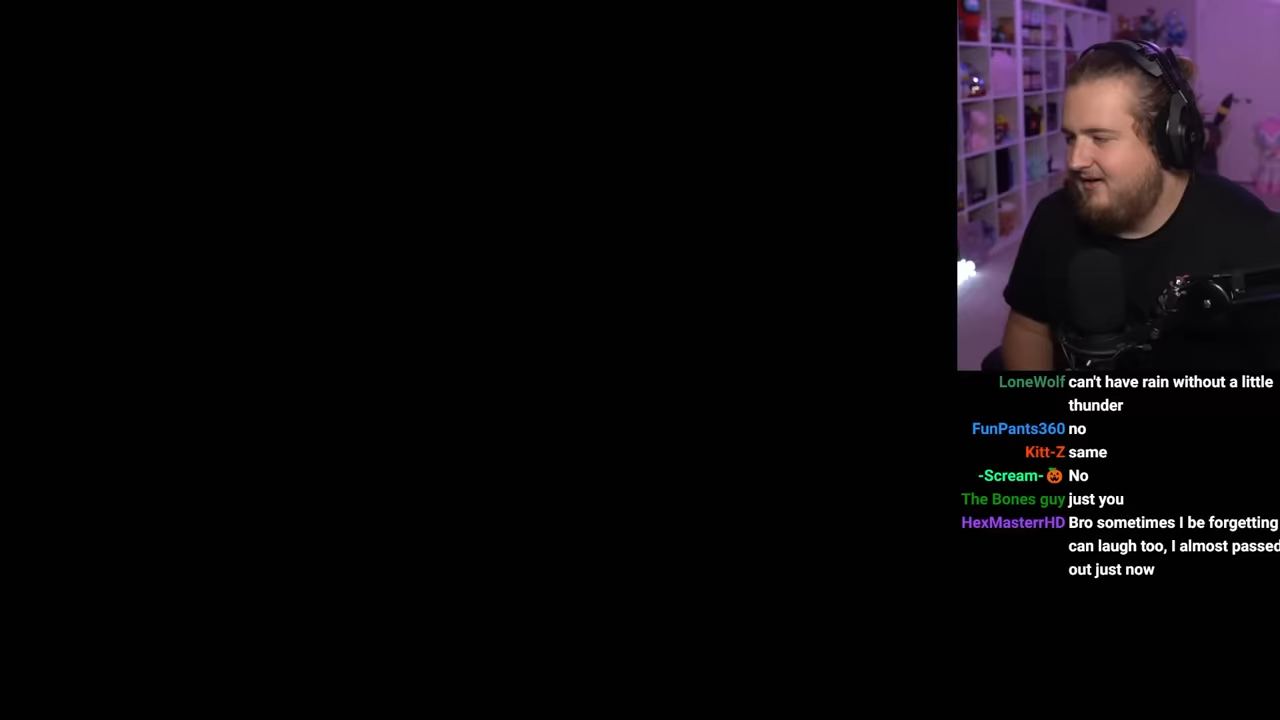 LoneWolf can't have rain without a little
thunder
FunPants360 no
Kitt-Z same
-Scream-🎃 No
The Bones guy just you
HexMasterrHD Bro sometimes I be forgetting
can laugh too, I almost passed
out just now